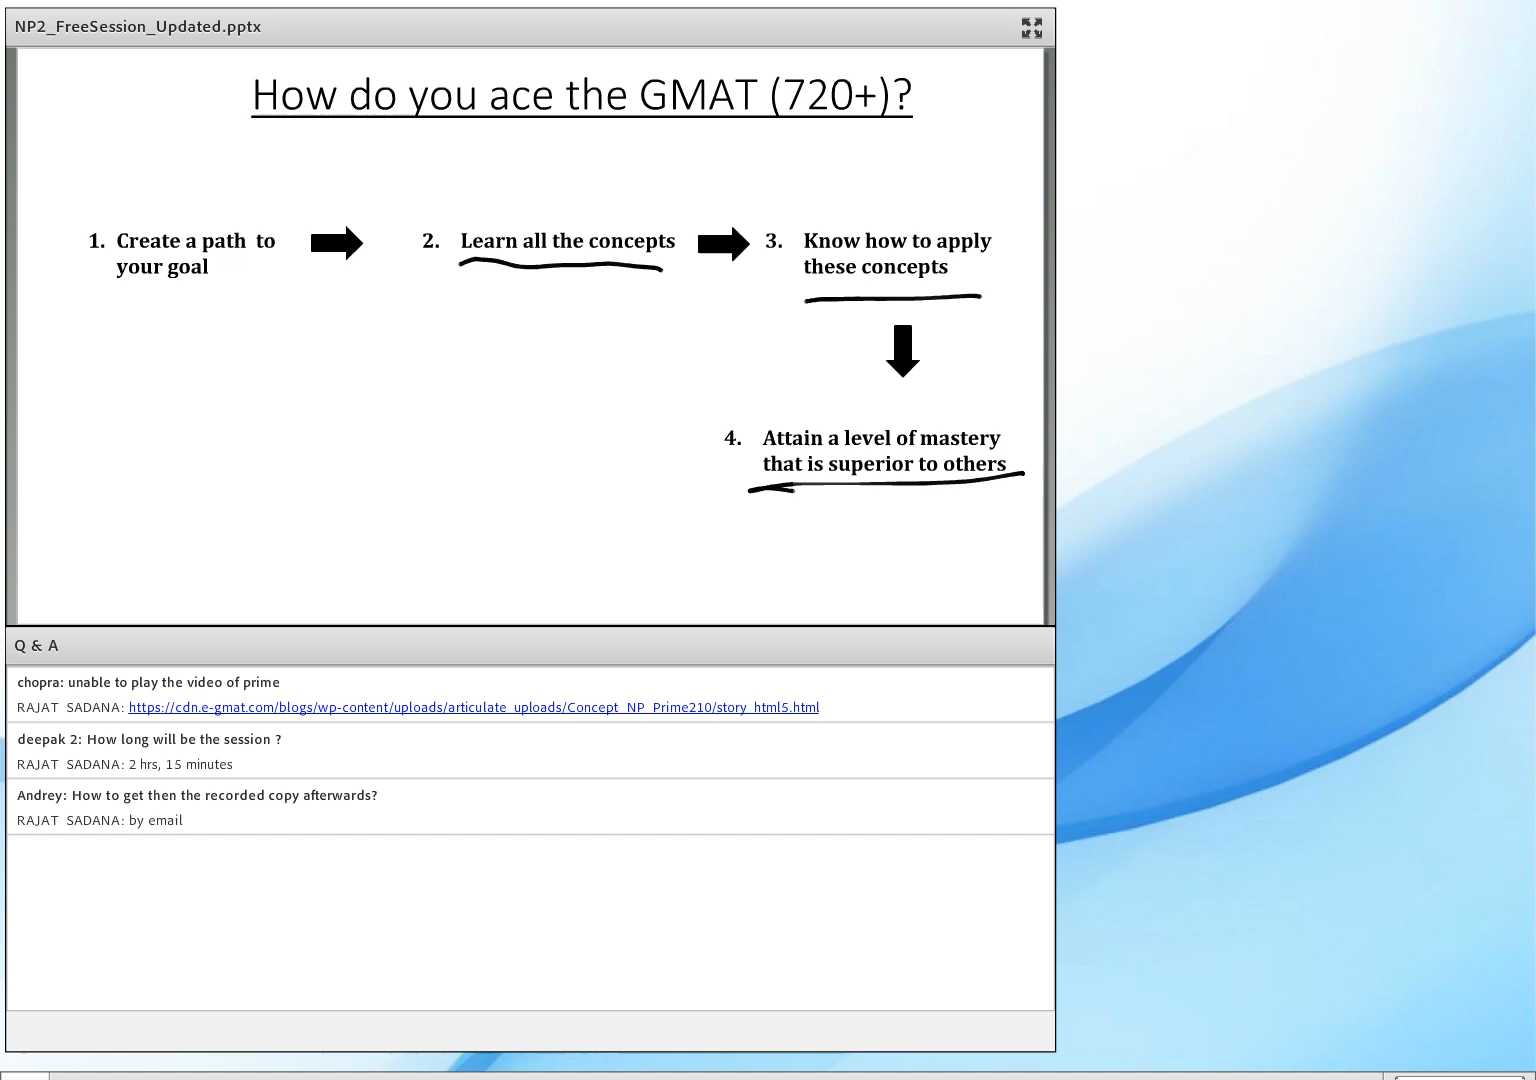 NP2_FreeSession_Updated.pptx
How do you ace the GMAT (720+)?
1. Create a path to
your goal
2. Learn all the concepts
3. Know how to apply
these concepts
4. Attain a level of mastery
that is superior to others
Q & A
chopra: unable to play the video of prime
RAJAT SADANA: https://cdn.e-gmat.com/blogs/wp-content/uploads/articulate_uploads/Concept_NP_Prime210/story_html5.html
deepak 2: How long will be the session ?
RAJAT SADANA: 2 hrs, 15 minutes
Andrey: How to get then the recorded copy afterwards?
RAJAT SADANA: by email